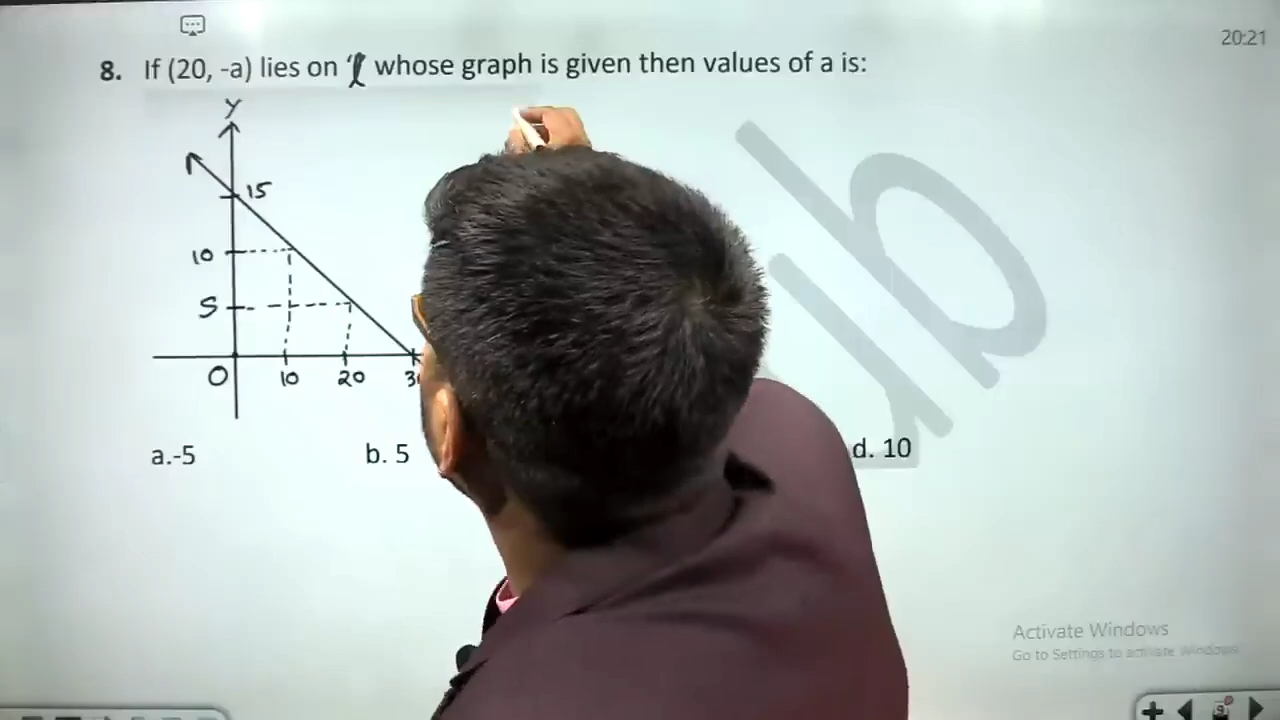 20:21
8. If (20, -a) lies on 'l whose graph is given then values of a is:
Y
15
10
5
O 10 20
a.-5 b. 5 d. 10
Activate Windows
Go to Settings to activate Windows.